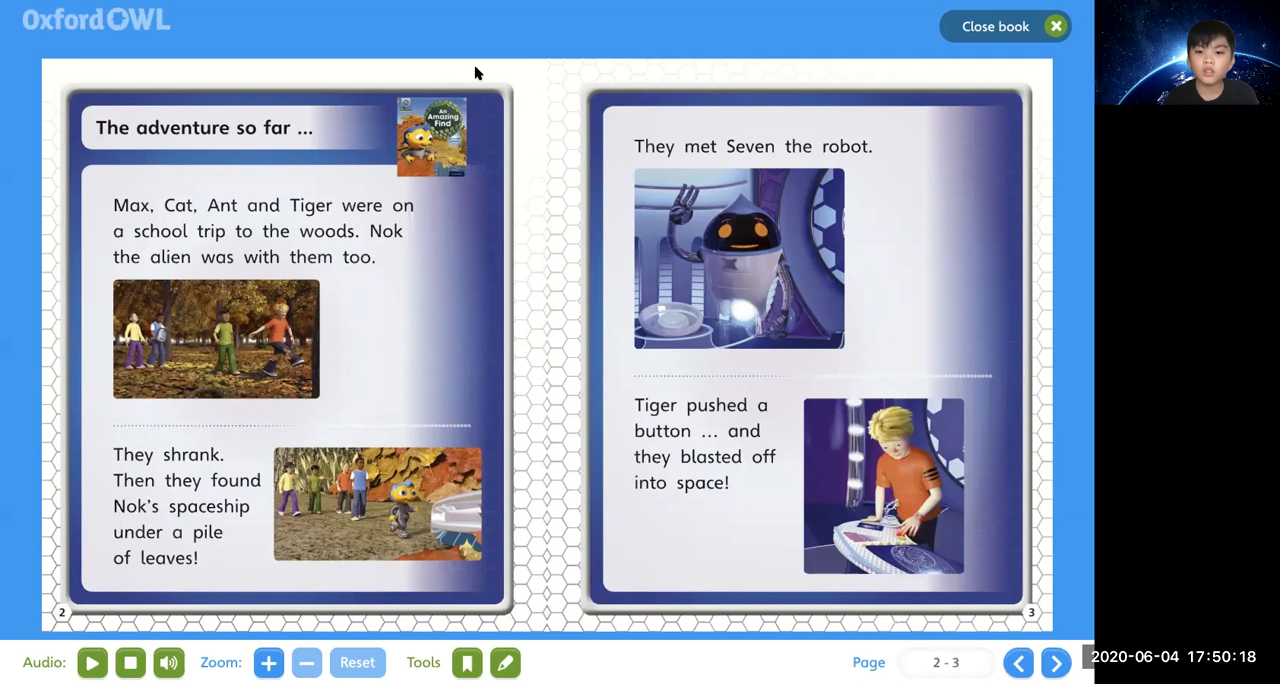 Oxford OWL
Close book
The adventure so far ...
An
Amazing
Find
Max, Cat, Ant and Tiger were on
a school trip to the woods. Nok
the alien was with them too.
They shrank.
Then they found
Nok's spaceship
under a pile
of leaves!
2
They met Seven the robot.
Tiger pushed a
button ... and
they blasted off
into space!
3
Audio:
Zoom:
Reset
Tools
Page
2 - 3
2020-06-04 17:50:18